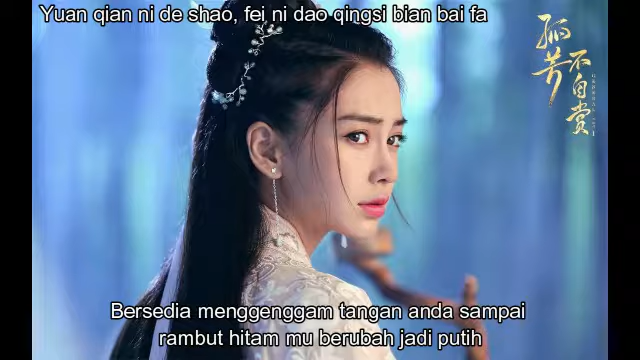 Yuan qian ni de shao, fei ni dao qingsi bian bai fa
孤芳不自赏
Bersedia menggenggam tangan anda sampai
rambut hitam mu berubah jadi putih